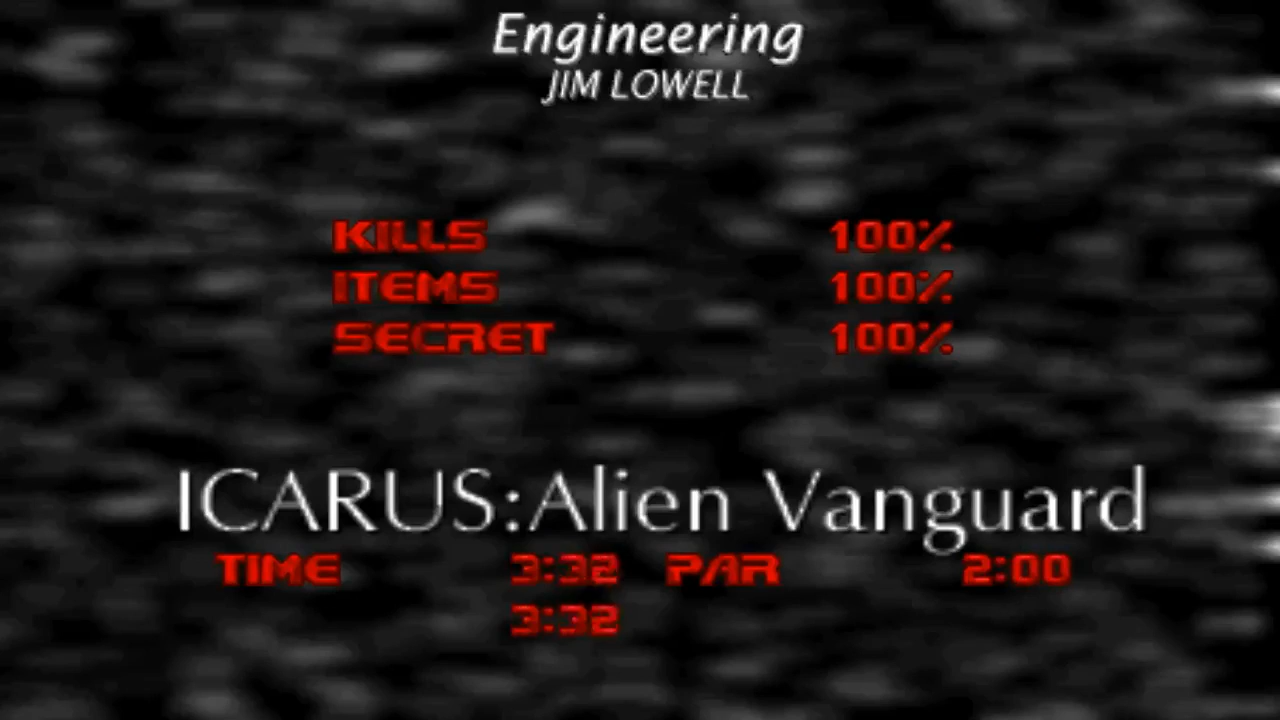 Engineering
JIM LOWELL
KILLS 100%
ITEMS 100%
SECRET 100%
ICARUS:Alien Vanguard
TIME 3:32 PAR 2:00
3:32